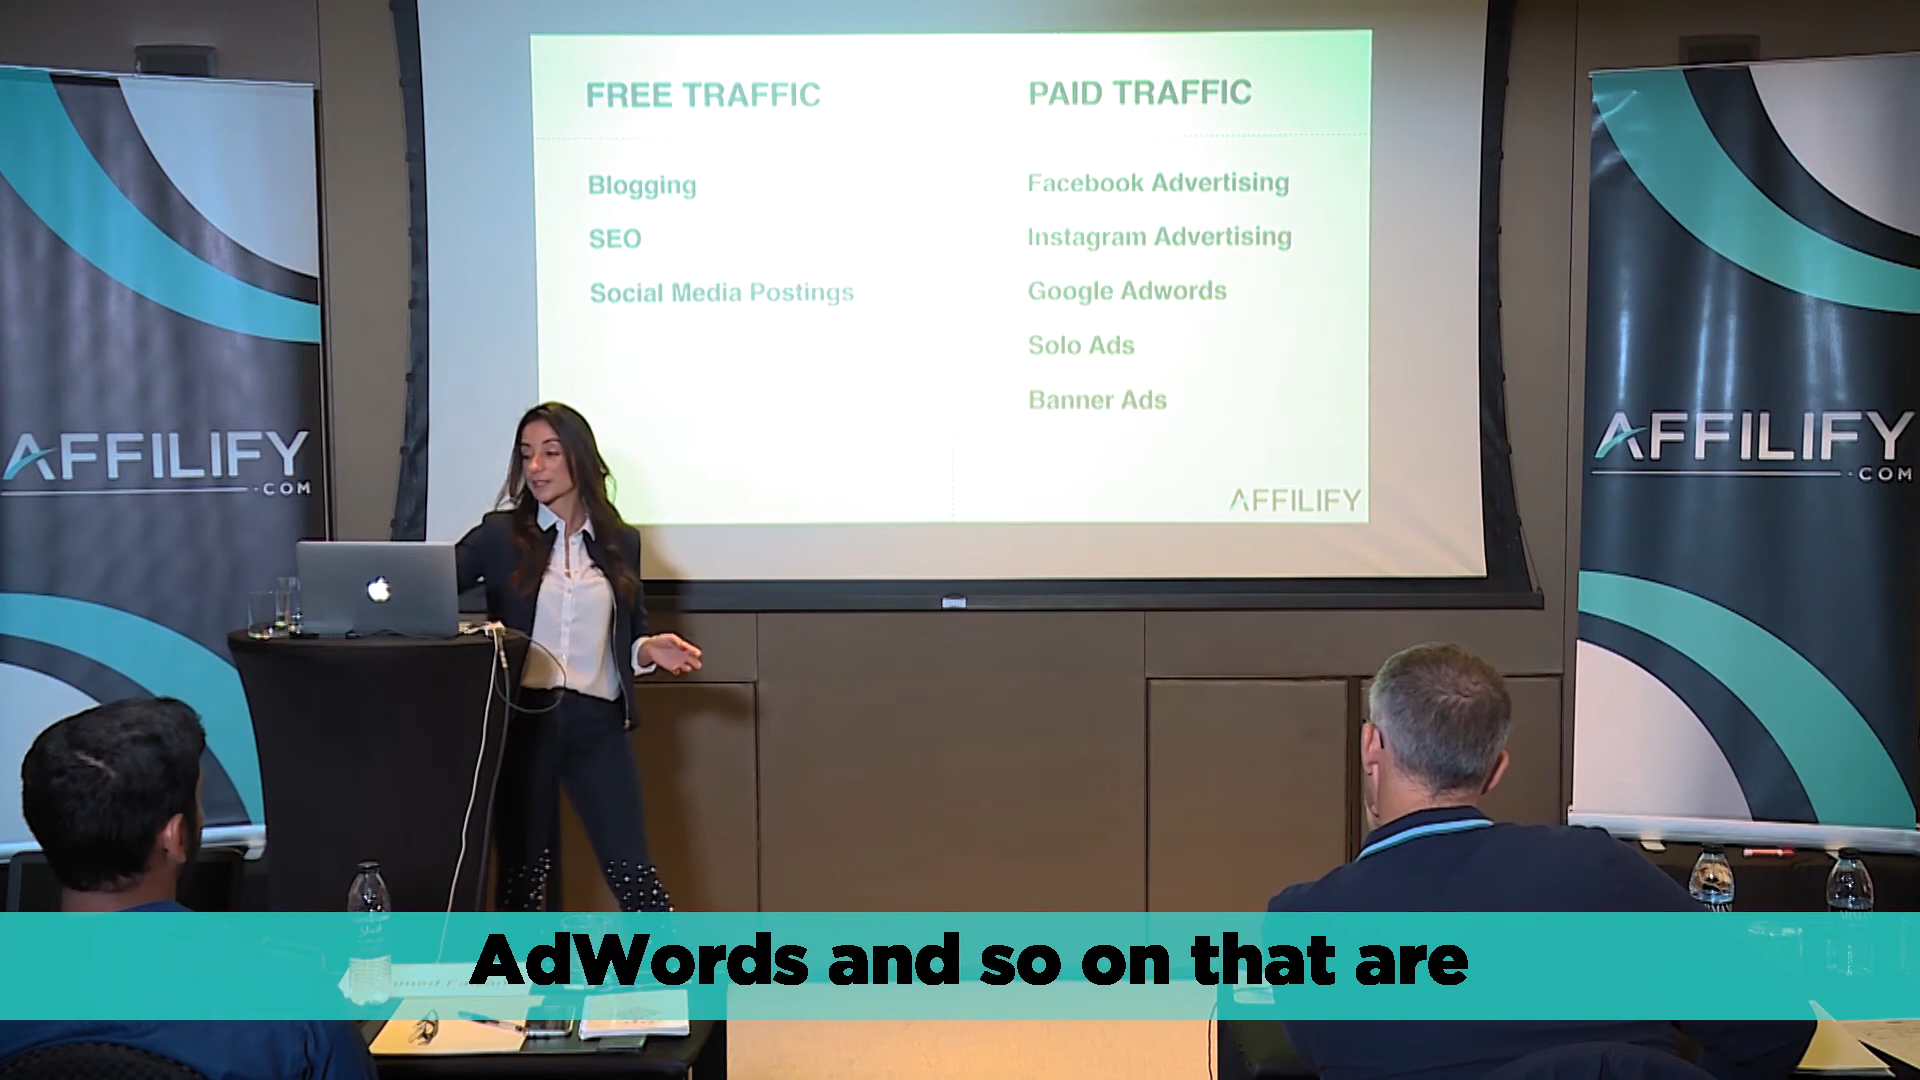 FREE TRAFFIC
Blogging
SEO
Social Media Postings
PAID TRAFFIC
Facebook Advertising
Instagram Advertising
Google Adwords
Solo Ads
Banner Ads
AFFILIFY
AFFILIFY
.COM
AFFILIFY
.COM
AdWords and so on that are